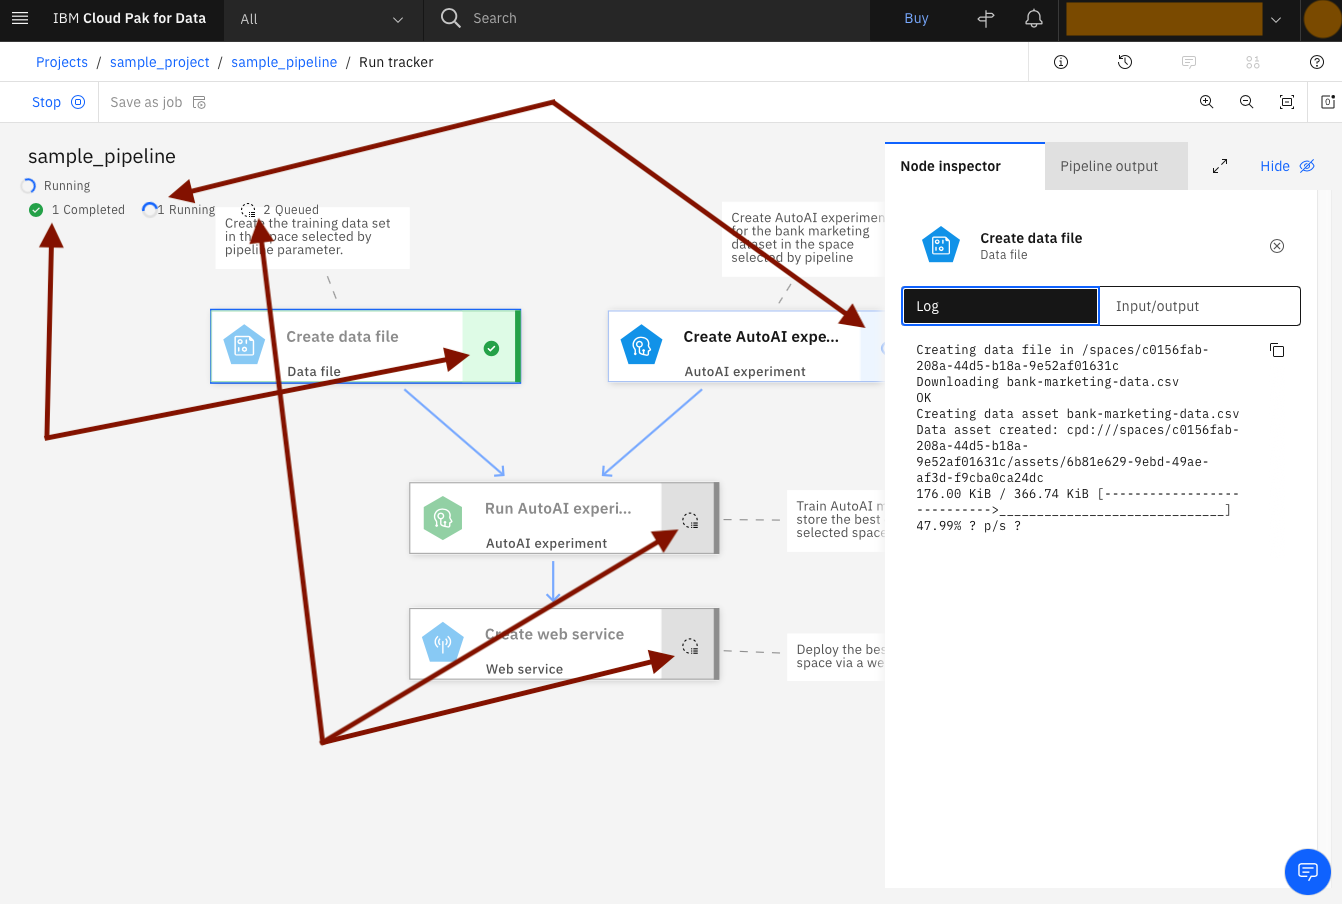 IBM Cloud Pak for Data
All
Search
Buy
Projects / sample_project / sample_pipeline / Run tracker
Stop
Save as job
sample_pipeline
Running
1 Completed
1 Running
2 Queued
Create the training data set
in the space selected by
pipeline parameter.
Create AutoAI experimen
for the bank marketing
dataset in the space
selected by pipeline
Create data file
Data file
Create AutoAI expe...
AutoAI experiment
Run AutoAI experi...
AutoAI experiment
Train AutoAI m
store the best
selected space
Create web service
Web service
Deploy the bes
space via a we
Node inspector
Pipeline output
Hide
Create data file
Data file
Log
Input/output
Creating data file in /spaces/c0156fab-
208a-44d5-b18a-9e52af01631c
Downloading bank-marketing-data.csv
OK
Creating data asset bank-marketing-data.csv
Data asset created: cpd:///spaces/c0156fab-
208a-44d5-b18a-
9e52af01631c/assets/6b81e629-9ebd-49ae-
af3d-f9cba0ca24dc
176.00 KiB / 366.74 KiB [------------------
---------->______________________________]
47.99% ? p/s ?